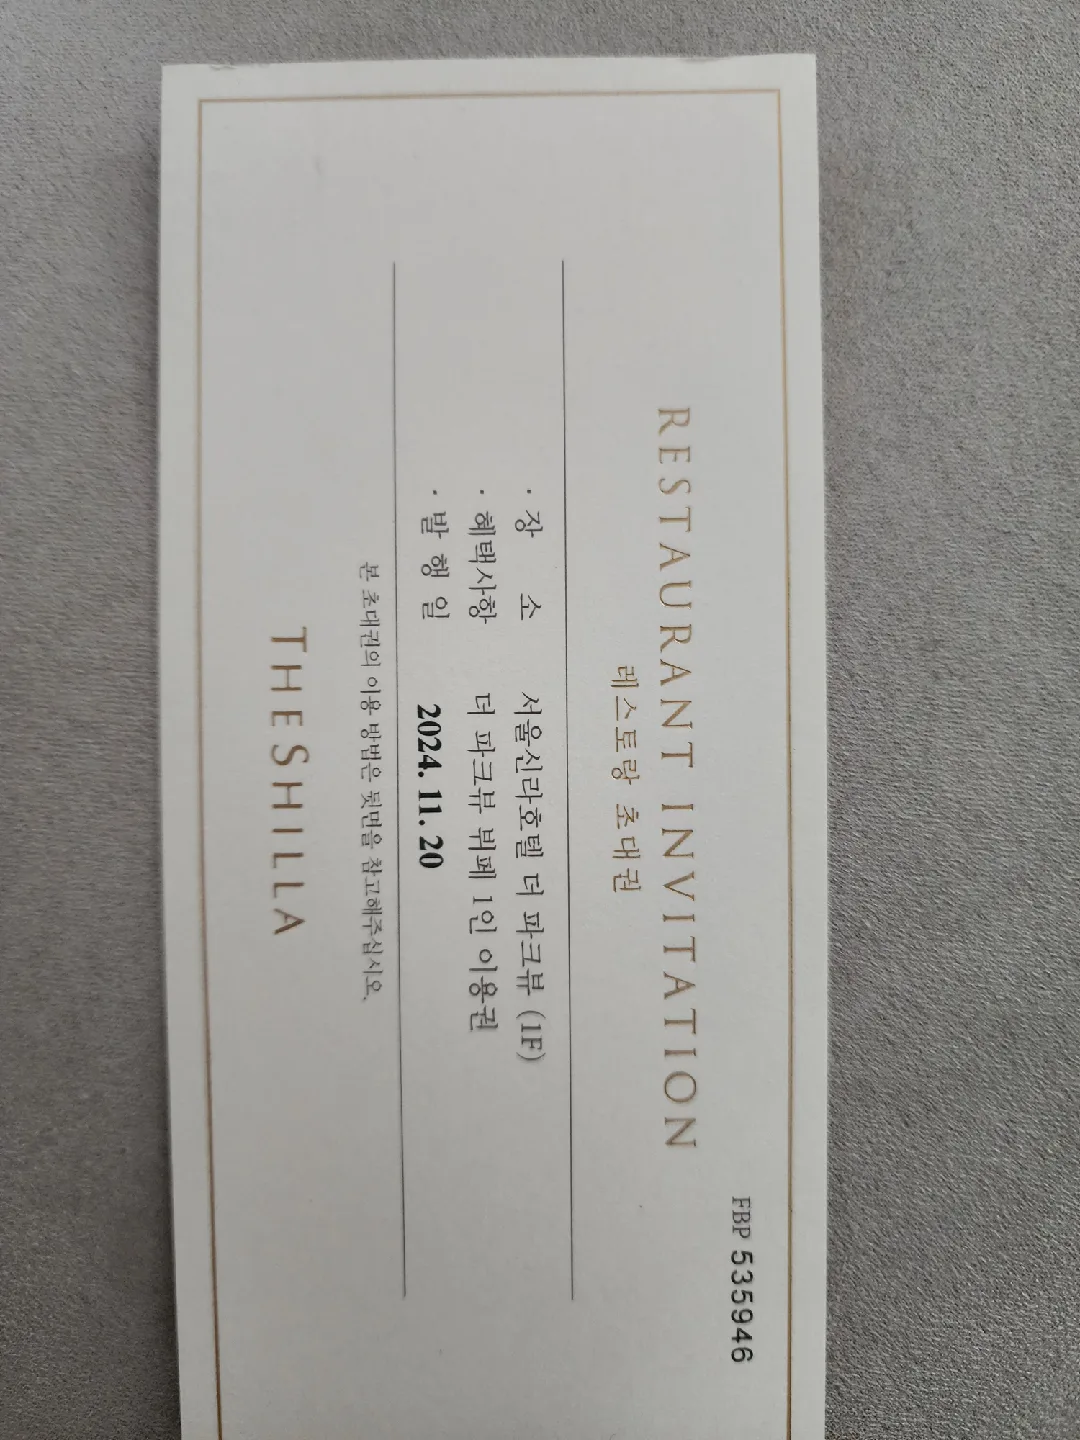 FBP 535946
RESTAURANT INVITATION
레스토랑 초대권
· 장 소 서울신라호텔 더 파크뷰 (1F)
· 혜택사항 더 파크뷰 뷔페 1인 이용권
· 발 행 일 2024. 11. 20
본 초대권의 이용 방법은 뒷면을 참고해주십시오.
THE SHILLA